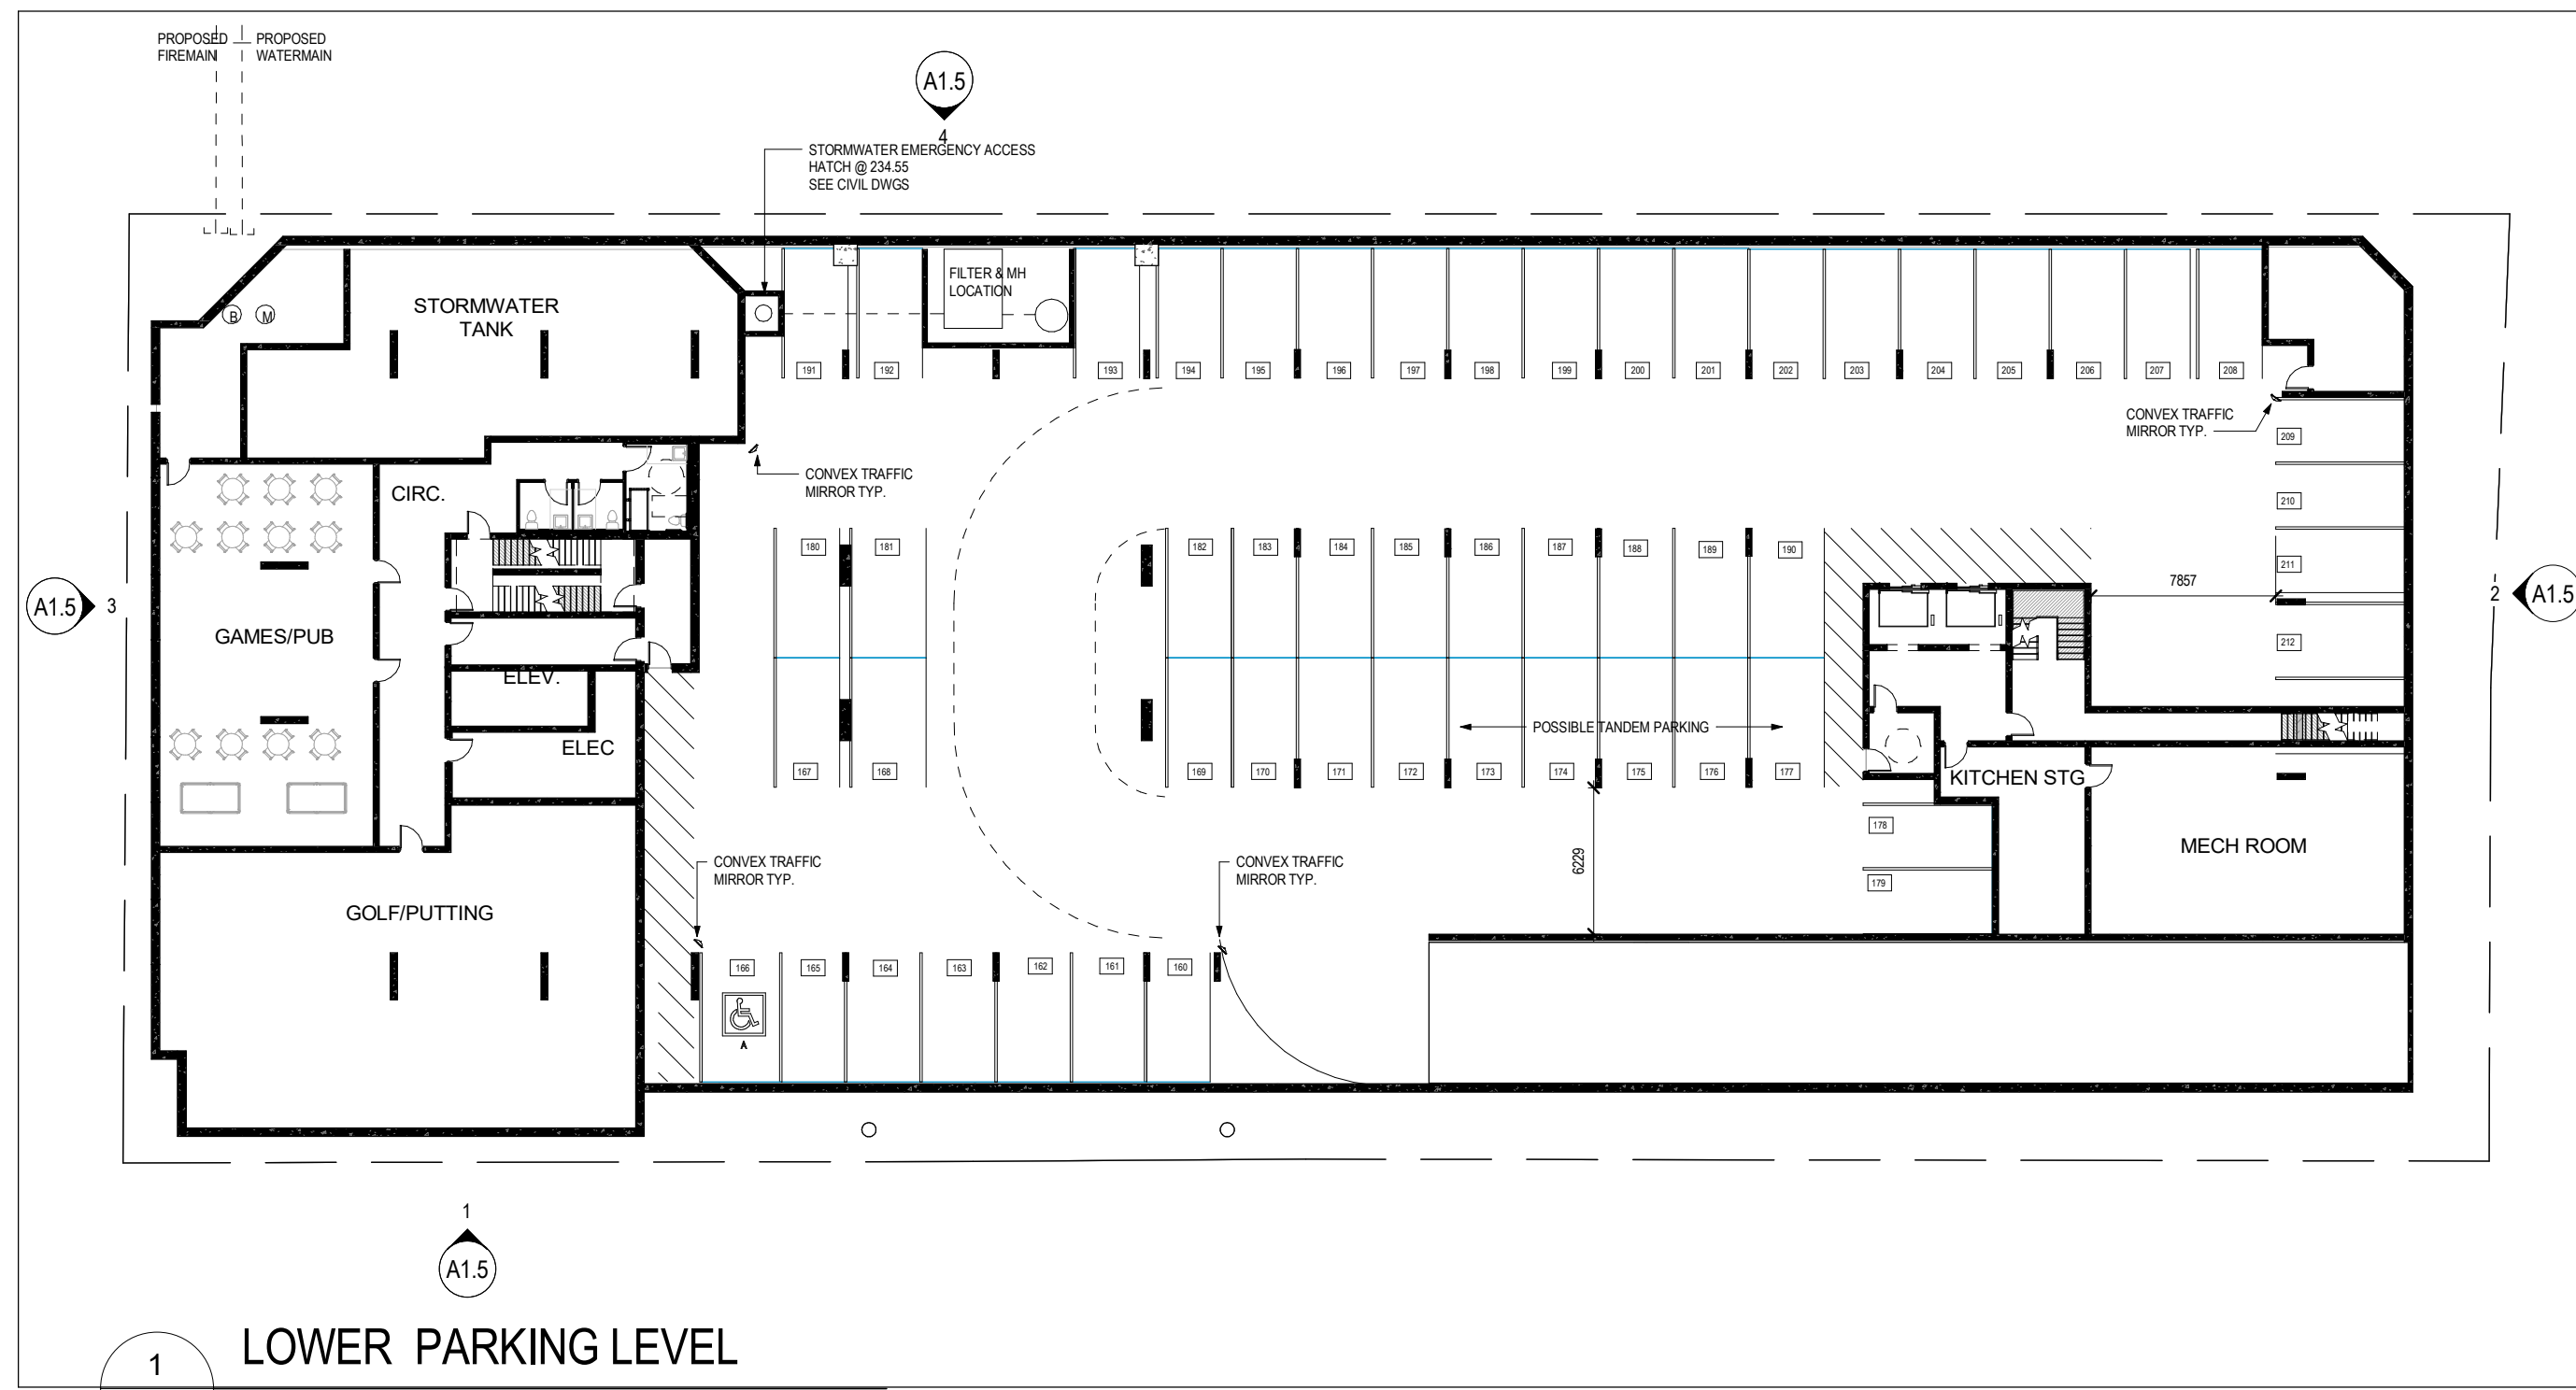 PROPOSED
FIREMAIN
PROPOSED
WATERMAIN
A1.5
4
STORMWATER EMERGENCY ACCESS
HATCH @ 234.55
SEE CIVIL DWGS
FILTER & MH
LOCATION
STORMWATER
TANK
B
M
191
192
193
194
195
196
197
198
199
200
201
202
203
204
205
206
207
208
CONVEX TRAFFIC
MIRROR TYP.
209
210
211
212
CONVEX TRAFFIC
MIRROR TYP.
CIRC.
180
181
182
183
184
185
186
187
188
189
190
7857
A1.5
3
2
A1.5
GAMES/PUB
ELEV.
ELEC
POSSIBLE TANDEM PARKING
167
168
169
170
171
172
173
174
175
176
177
KITCHEN STG
178
179
MECH ROOM
6229
CONVEX TRAFFIC
MIRROR TYP.
CONVEX TRAFFIC
MIRROR TYP.
GOLF/PUTTING
166
165
164
163
162
161
160
A
1
A1.5
1
LOWER PARKING LEVEL